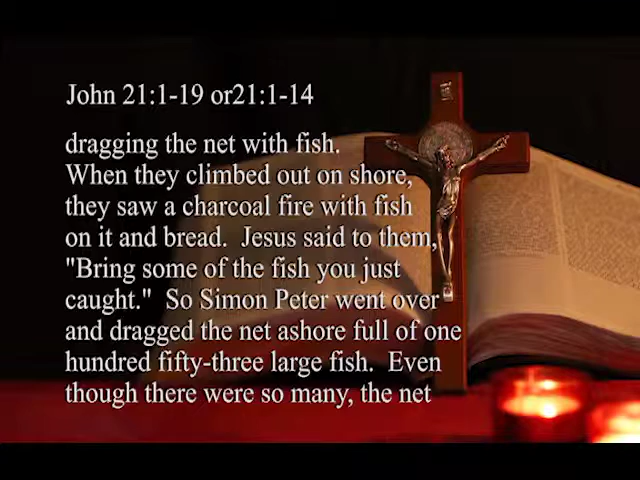 John 21:1-19 or21:1-14
dragging the net with fish.
When they climbed out on shore,
they saw a charcoal fire with fish
on it and bread.  Jesus said to them,
"Bring some of the fish you just
caught."  So Simon Peter went over
and dragged the net ashore full of one
hundred fifty-three large fish.  Even
though there were so many, the net